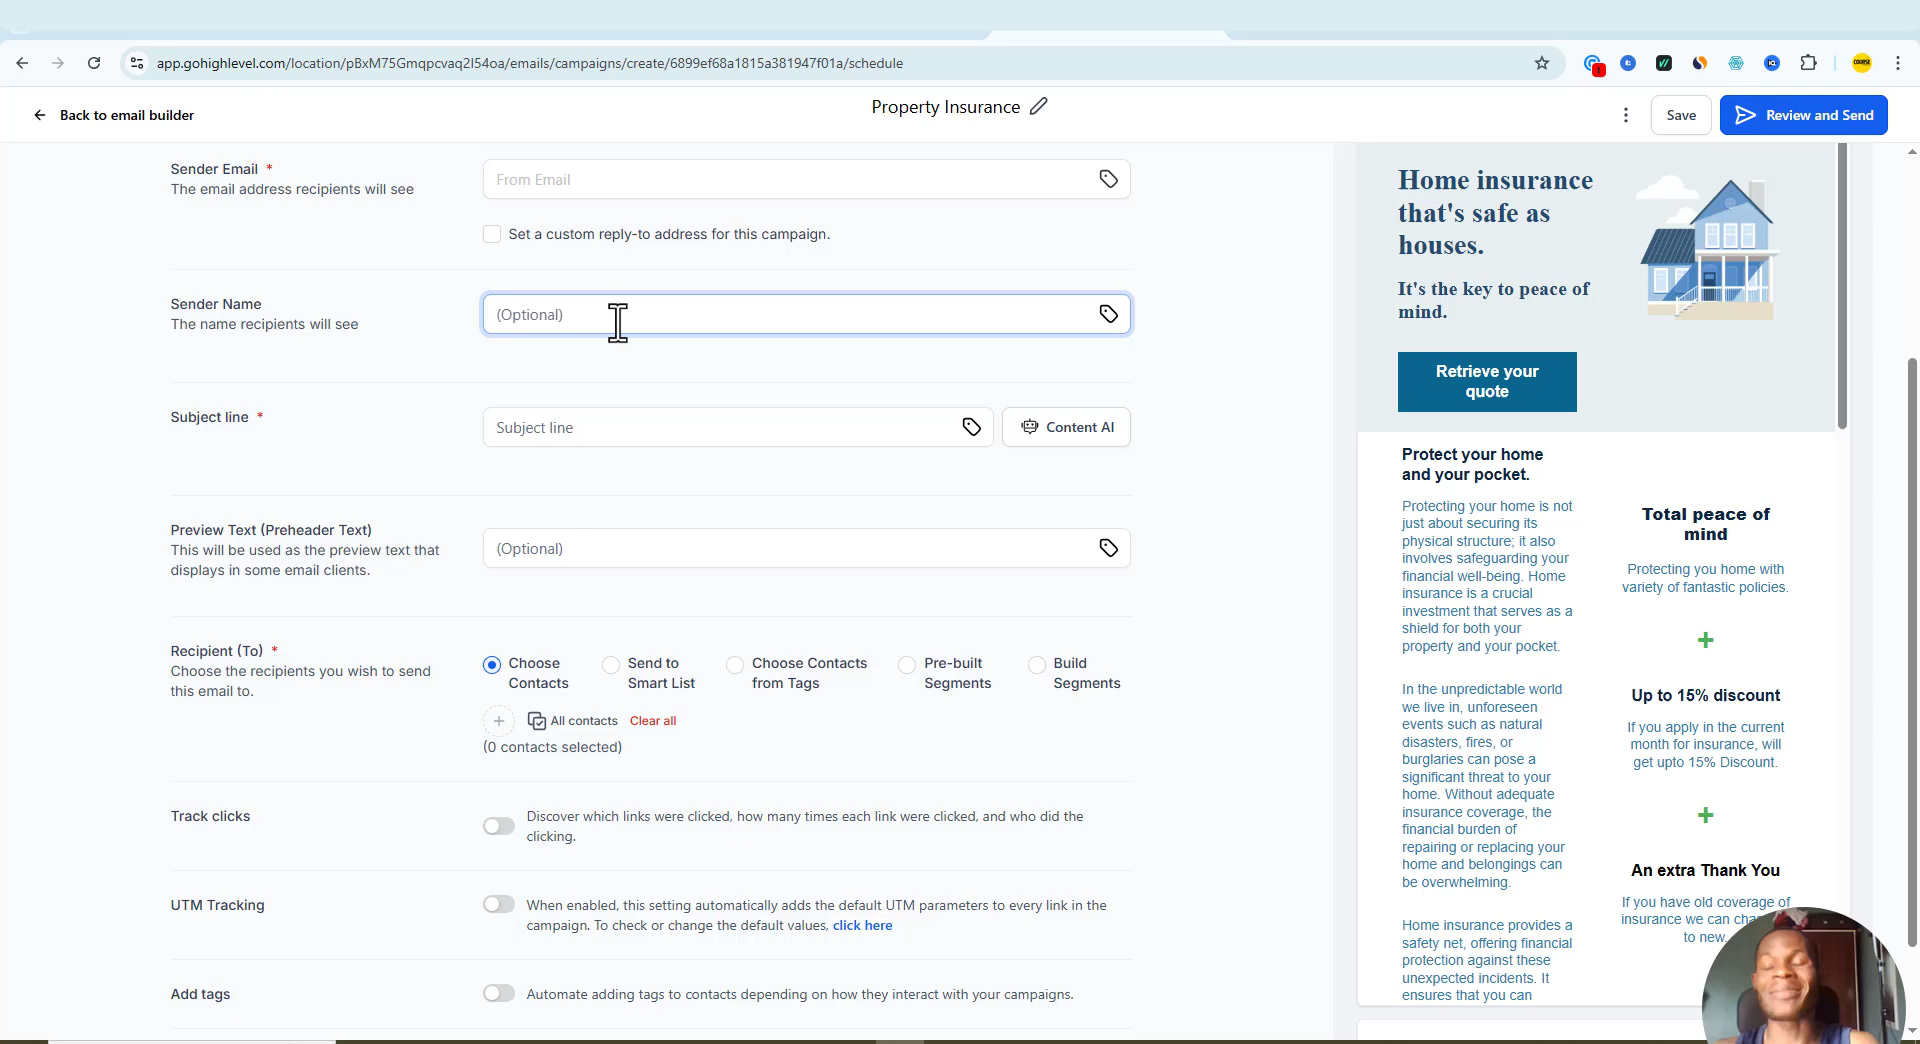 app.gohighlevel.com/location/pBxM75Gmqpcvaq2l54oa/emails/campaigns/create/6899ef68a1815a381947f01a/schedule
Back to email builder
Property Insurance
Save
Review and Send
Sender Email *
The email address recipients will see
From Email
Set a custom reply-to address for this campaign.
Sender Name
The name recipients will see
(Optional)
Subject line *
Subject line
Content AI
Preview Text (Preheader Text)
This will be used as the preview text that
displays in some email clients.
(Optional)
Recipient (To) *
Choose the recipients you wish to send
this email to.
Choose
Contacts
Send to
Smart List
Choose Contacts
from Tags
Pre-built
Segments
Build
Segments
+
All contacts
Clear all
(0 contacts selected)
Track clicks
Discover which links were clicked, how many times each link were clicked, and who did the
clicking.
UTM Tracking
When enabled, this setting automatically adds the default UTM parameters to every link in the
campaign. To check or change the default values, click here
Add tags
Automate adding tags to contacts depending on how they interact with your campaigns.
Home insurance
that's safe as
houses.
It's the key to peace of
mind.
Retrieve your
quote
Protect your home
and your pocket.
Protecting your home is not
just about securing its
physical structure; it also
involves safeguarding your
financial well-being. Home
insurance is a crucial
investment that serves as a
shield for both your
property and your pocket.
In the unpredictable world
we live in, unforeseen
events such as natural
disasters, fires, or
burglaries can pose a
significant threat to your
home. Without adequate
insurance coverage, the
financial burden of
repairing or replacing your
home and belongings can
be overwhelming.
Home insurance provides a
safety net, offering financial
protection against these
unexpected incidents. It
ensures that you can
Total peace of
mind
Protecting you home with
variety of fantastic policies.
+
Up to 15% discount
If you apply in the current
month for insurance, will
get upto 15% Discount.
+
An extra Thank You
If you have old coverage of
insurance we can
to new.